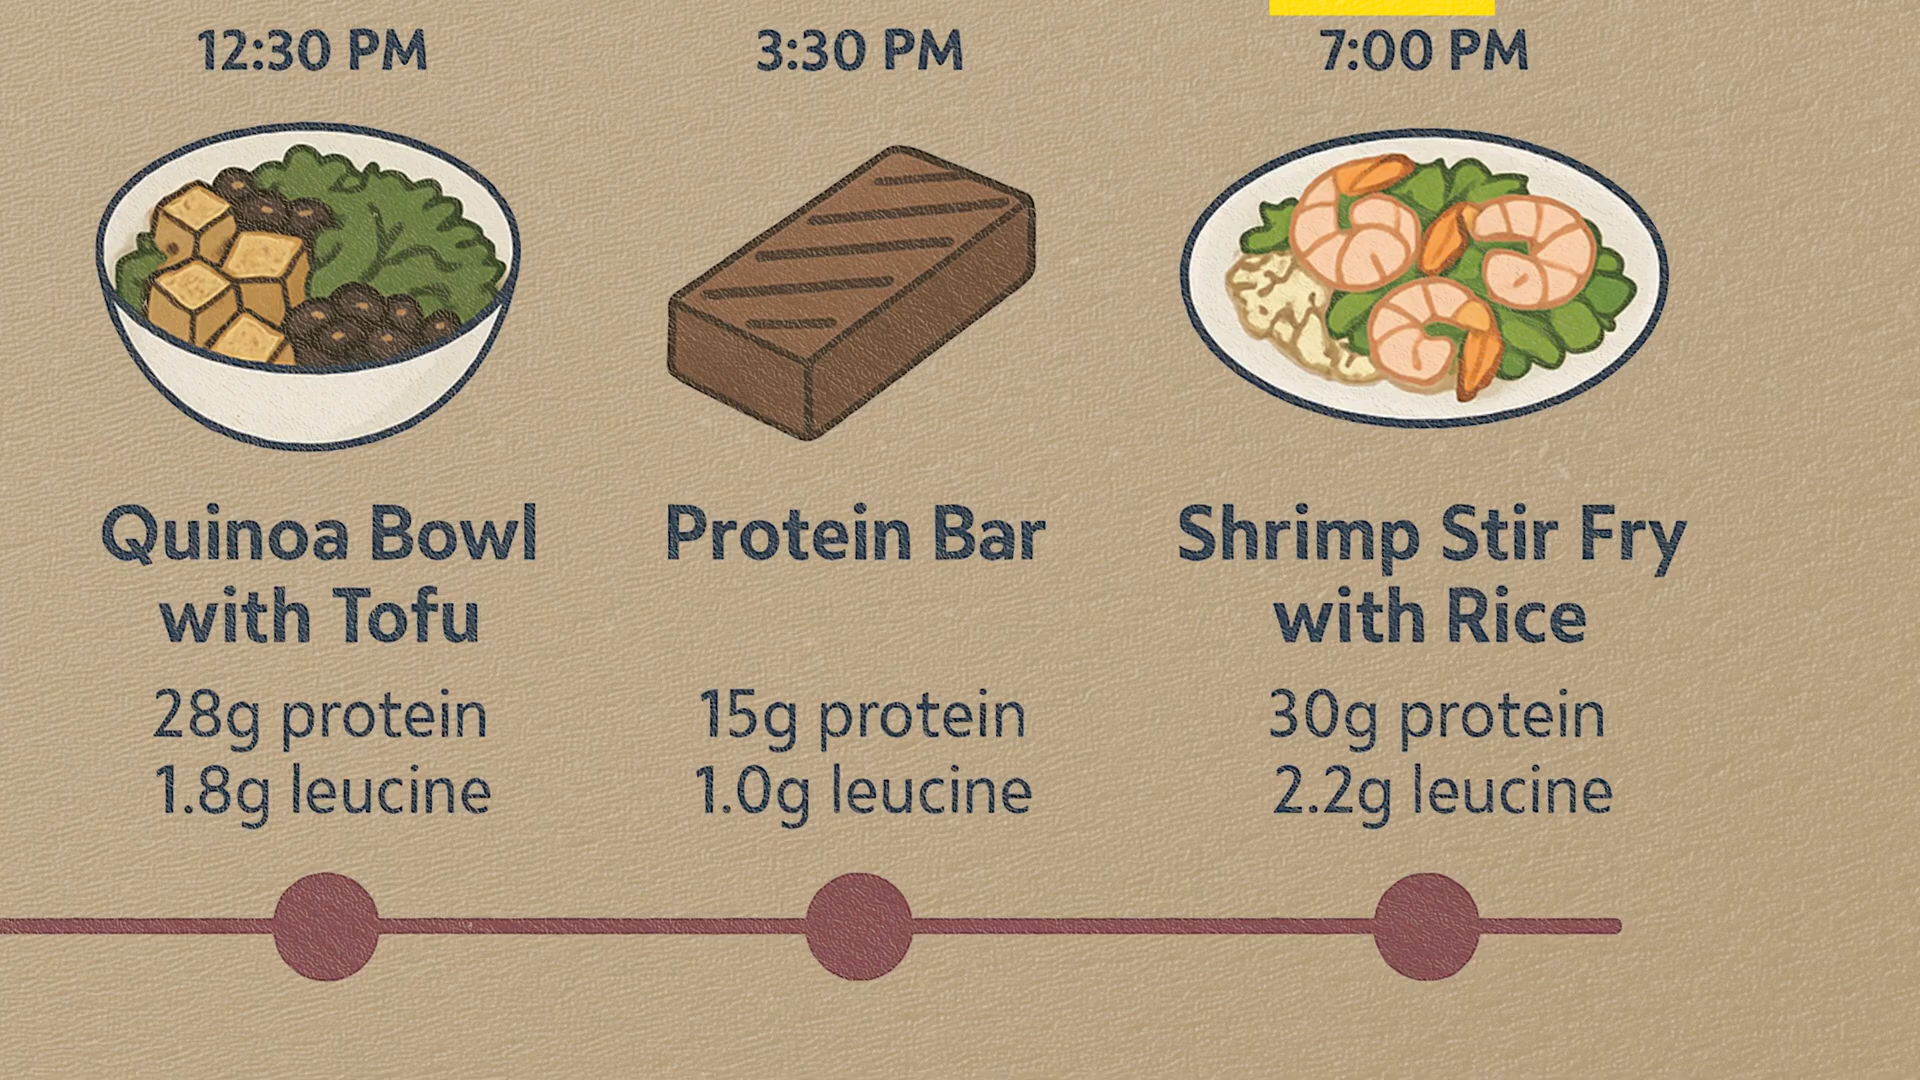 12:30 PM
3:30 PM
7:00 PM
Quinoa Bowl
with Tofu
28g protein
1.8g leucine
Protein Bar
15g protein
1.0g leucine
Shrimp Stir Fry
with Rice
30g protein
2.2g leucine